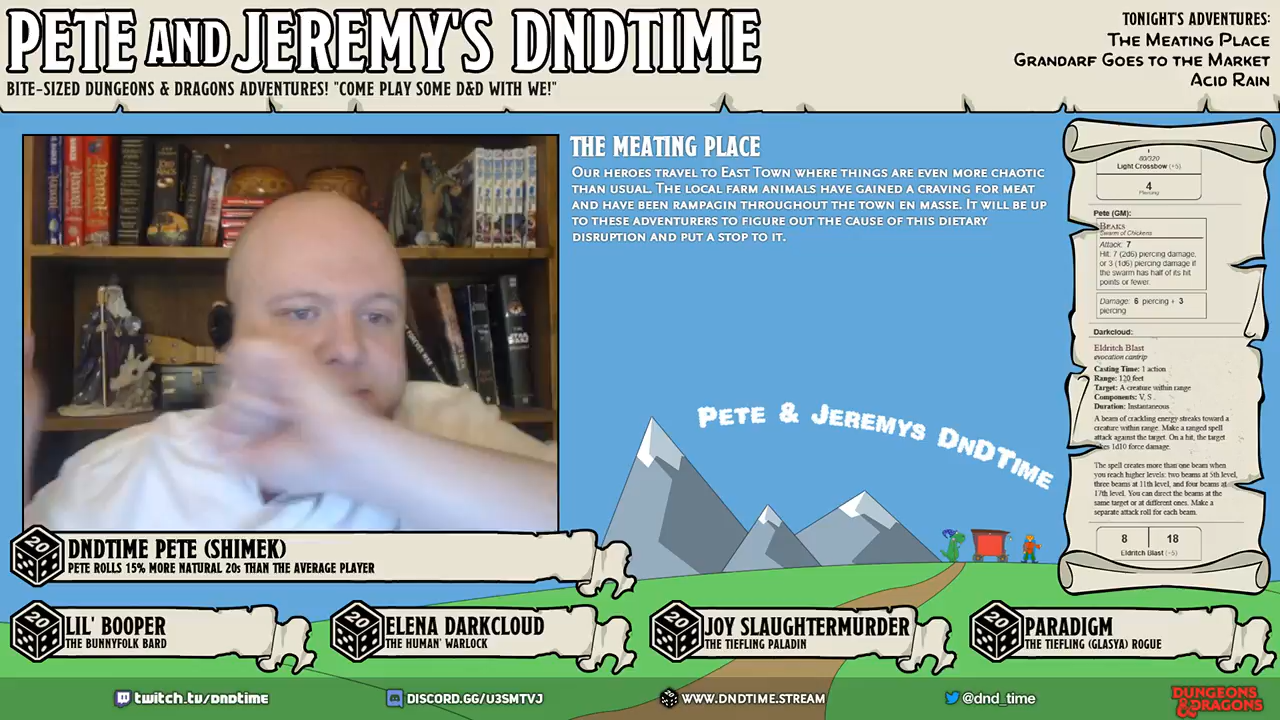 PETE AND JEREMY'S DNDTIME
BITE-SIZED DUNGEONS & DRAGONS ADVENTURES! "COME PLAY SOME D&D WITH WE!"
TONIGHT'S ADVENTURES:
THE MEATING PLACE
GRANDARF GOES TO THE MARKET
ACID RAIN
THE MEATING PLACE
OUR HEROES TRAVEL TO EAST TOWN WHERE THINGS ARE EVEN MORE CHAOTIC
THAN USUAL. THE LOCAL FARM ANIMALS HAVE GAINED A CRAVING FOR MEAT
AND HAVE BEEN RAMPAGIN THROUGHOUT THE TOWN EN MASSE. IT WILL BE UP
TO THESE ADVENTURERS TO FIGURE OUT THE CAUSE OF THIS DIETARY
DISRUPTION AND PUT A STOP TO IT.
60/320
Light Crossbow (+5)
4
Piercing
Pete (GM):
BEAKS
Swarm of Chickens
Attack: 7
Hit: 7 (2d6) piercing damage,
or 3 (1d6) piercing damage if
the swarm has half of its hit
points or fewer.
Damage: 6 piercing + 3
piercing
Darkcloud:
Eldritch Blast
evocation cantrip
Casting Time: 1 action
Range: 120 feet
Target: A creature within range
Components: V, S
Duration: Instantaneous
A beam of crackling energy streaks toward a
creature within range. Make a ranged spell
attack against the target. On a hit, the target
takes 1d10 force damage.
The spell creates more than one beam when
you reach higher levels: two beams at 5th level,
three beams at 11th level, and four beams at
17th level. You can direct the beams at the
same target or at different ones. Make a
separate attack roll for each beam.
8 18
Eldritch Blast (+5)
PETE & JEREMYS DNDTIME
STAR WARS
20
DNDTIME PETE (SHIMEK)
PETE ROLLS 15% MORE NATURAL 20S THAN THE AVERAGE PLAYER
20
LIL' BOOPER
THE BUNNYFOLK BARD
20
ELENA DARKCLOUD
THE HUMAN* WARLOCK
20
JOY SLAUGHTERMURDER
THE TIEFLING PALADIN
20
PARADIGM
THE TIEFLING (GLASYA) ROGUE
twitch.tv/dndtime
DISCORD.GG/U3SMTVJ
WWW.DNDTIME.STREAM
@dnd_time
DUNGEONS
& DRAGONS